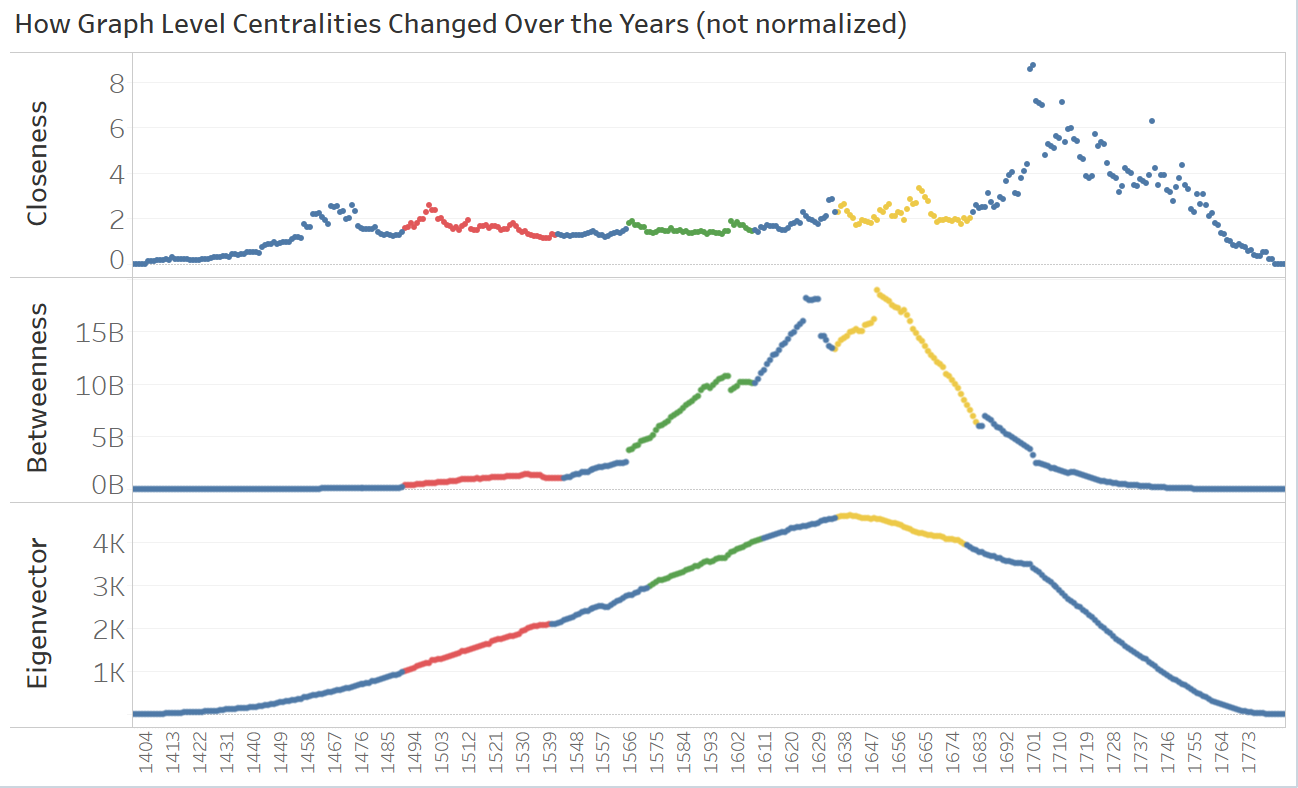 How Graph Level Centralities Changed Over the Years (not normalized)
Closeness
8
6
4
2
0
Betweenness
15B
10B
5B
0B
Eigenvector
4K
3K
2K
1K
1404 1413 1422 1431 1440 1449 1458 1467 1476 1485 1494 1503 1512 1521 1530 1539 1548 1557 1566 1575 1584 1593 1602 1611 1620 1629 1638 1647 1656 1665 1674 1683 1692 1701 1710 1719 1728 1737 1746 1755 1764 1773